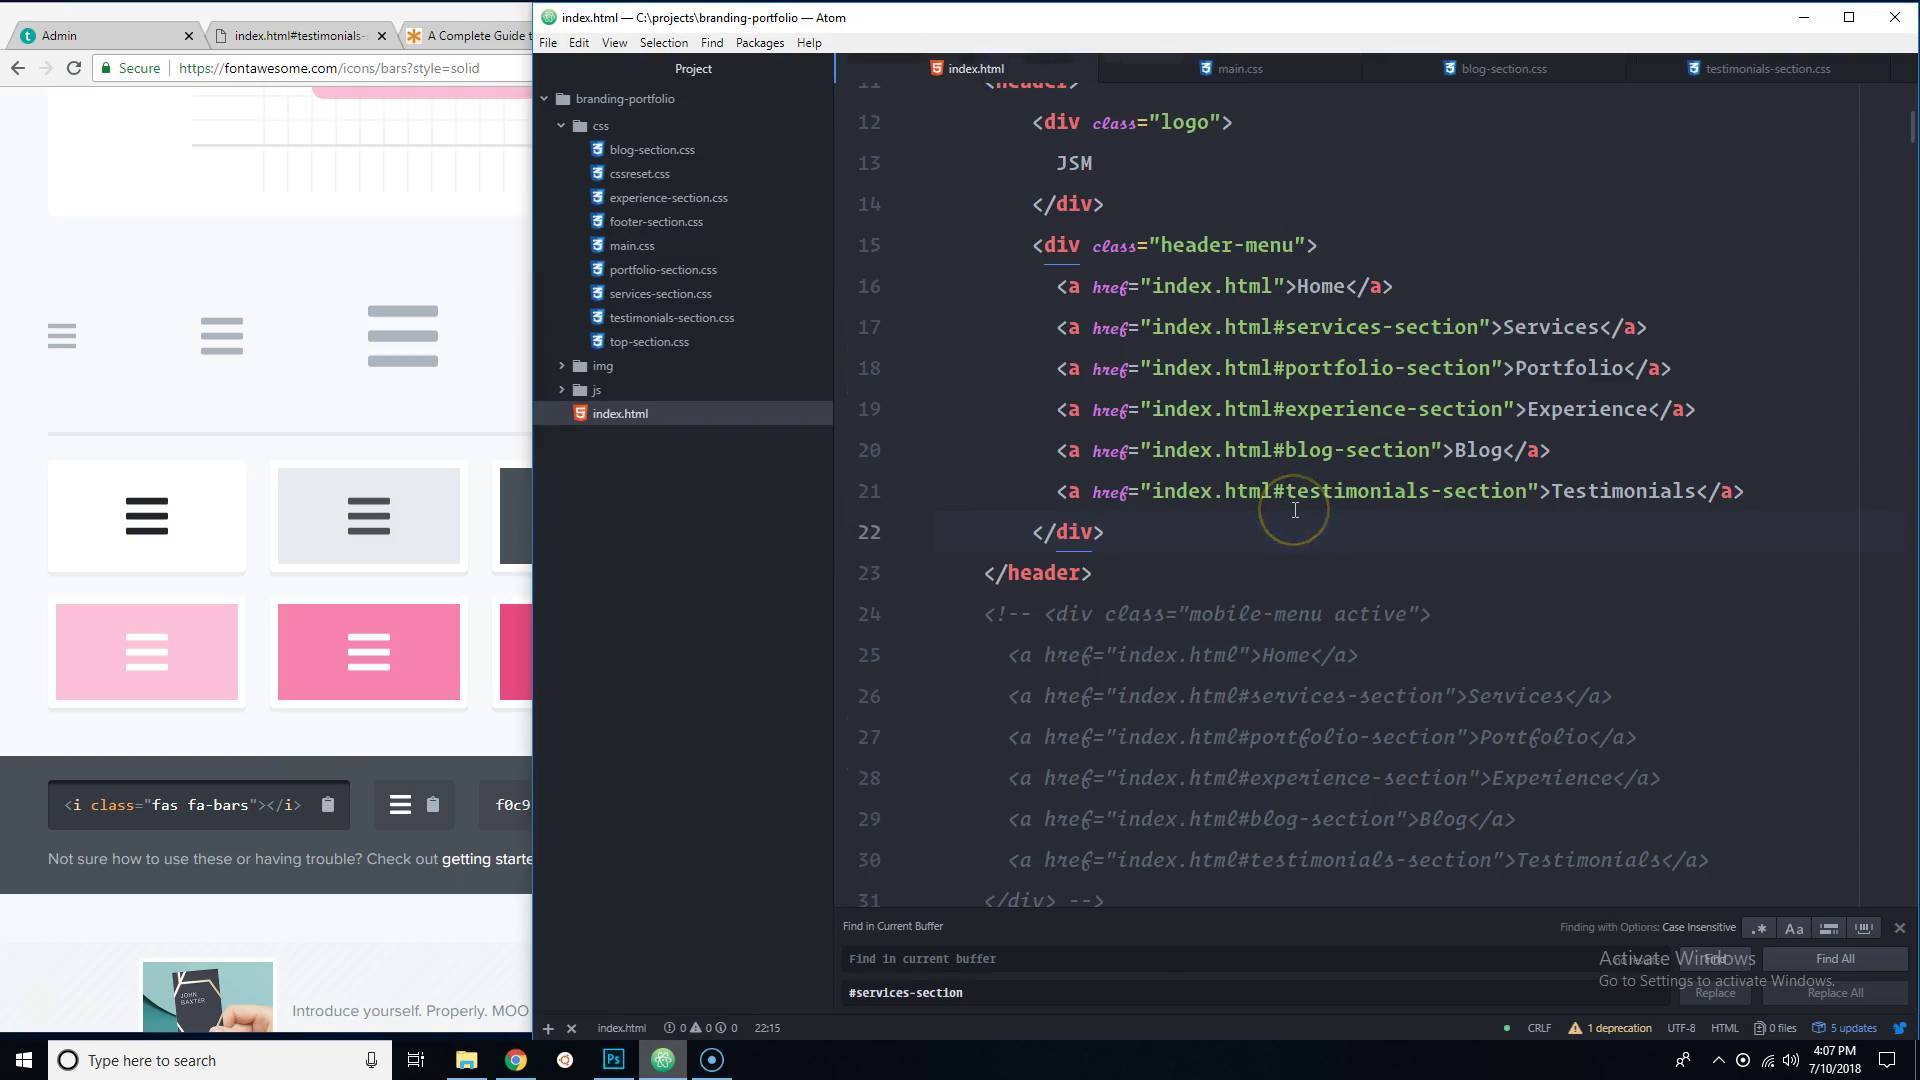 index.html — C:\projects\branding-portfolio — Atom
Admin
index.html#testimonials-
A Complete Guide t
File Edit View Selection Find Packages Help
Secure
https://fontawesome.com/icons/bars?style=solid
Project
index.html
main.css
blog-section.css
testimonials-section.css
branding-portfolio
css
blog-section.css
cssreset.css
experience-section.css
footer-section.css
main.css
portfolio-section.css
services-section.css
testimonials-section.css
top-section.css
img
js
index.html
11 <header>
12 <div class="logo">
13 JSM
14 </div>
15 <div class="header-menu">
16 <a href="index.html">Home</a>
17 <a href="index.html#services-section">Services</a>
18 <a href="index.html#portfolio-section">Portfolio</a>
19 <a href="index.html#experience-section">Experience</a>
20 <a href="index.html#blog-section">Blog</a>
21 <a href="index.html#testimonials-section">Testimonials</a>
22 </div>
23 </header>
24 <!-- <div class="mobile-menu active">
25 <a href="index.html">Home</a>
26 <a href="index.html#services-section">Services</a>
27 <a href="index.html#portfolio-section">Portfolio</a>
28 <a href="index.html#experience-section">Experience</a>
29 <a href="index.html#blog-section">Blog</a>
30 <a href="index.html#testimonials-section">Testimonials</a>
31 </div> -->
<i class="fas fa-bars"></i>
f0c9
Not sure how to use these or having trouble? Check out getting starte
JOHN
BAXTER
Introduce yourself. Properly. MOO
Find in Current Buffer
Finding with Options: Case Insensitive
.* Aa
Find in current buffer
Find
Find All
#services-section
Replace
Replace All
Activate Windows
Go to Settings to activate Windows.
index.html
0 0 0
22:15
CRLF
1 deprecation
UTF-8
HTML
0 files
5 updates
Type here to search
Ps
4:07 PM
7/10/2018